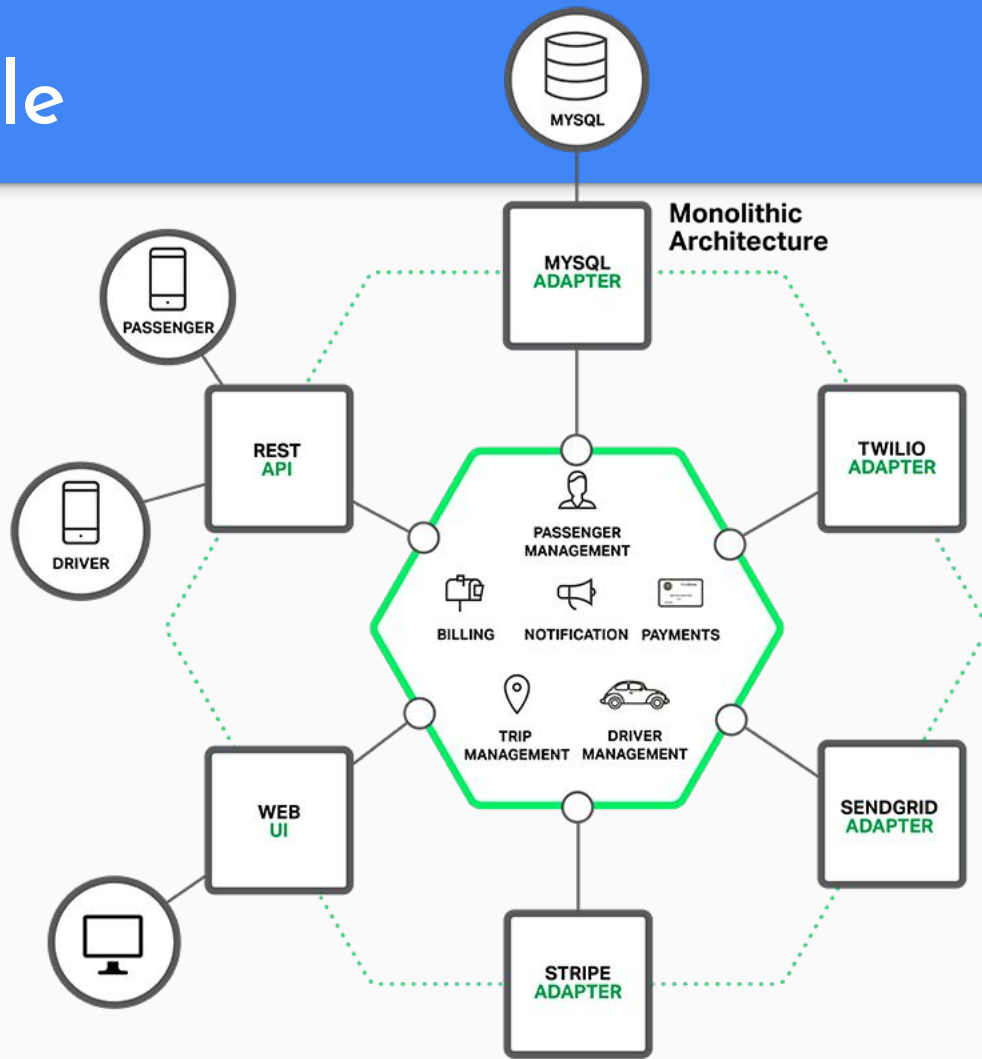 le
MYSQL
Monolithic
Architecture
MYSQL
ADAPTER
PASSENGER
REST
API
TWILIO
ADAPTER
DRIVER
PASSENGER
MANAGEMENT
BILLING
NOTIFICATION
PAYMENTS
TRIP
MANAGEMENT
DRIVER
MANAGEMENT
WEB
UI
SENDGRID
ADAPTER
STRIPE
ADAPTER